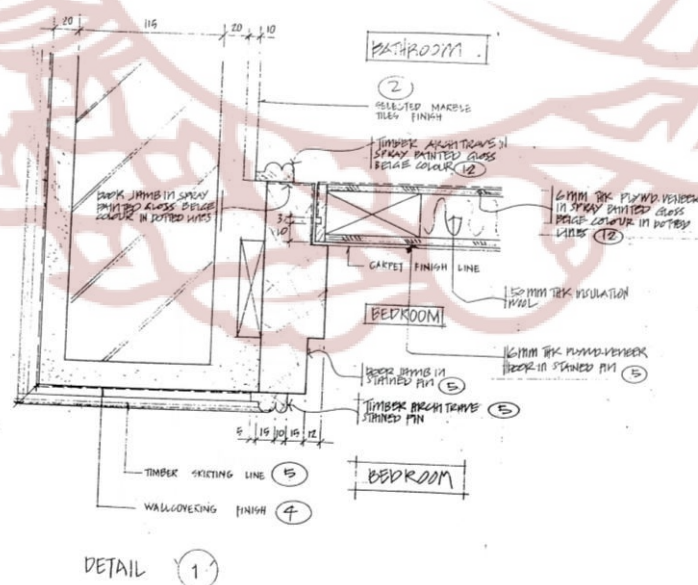 20 115 20 10
BATHROOM
2
SELECTED MARBLE
TILES FINISH
TIMBER ARCHITRAVE IN
SPRAY PAINTED GLOSS
BEIGE COLOUR 12
DOOR JAMB IN SPRAY
PAINTED GLOSS BEIGE
COLOUR IN DOTTED LINES
3
10
6MM THK PLYWD. VENEER
IN SPRAY PAINTED GLOSS
BEIGE COLOUR IN DOTTED
LINES 12
CARPET FINISH LINE
50MM THK INSULATION
WOOL
BEDROOM
6MM THK PLYWD. VENEER
DOOR IN STAINED FIN 5
DOOR JAMB IN
STAINED FIN 5
TIMBER ARCHITRAVE 5
STAINED FIN
5 15 10 15 12
TIMBER SKIRTING LINE 5
BEDROOM
WALLCOVERING FINISH 4
DETAIL 1